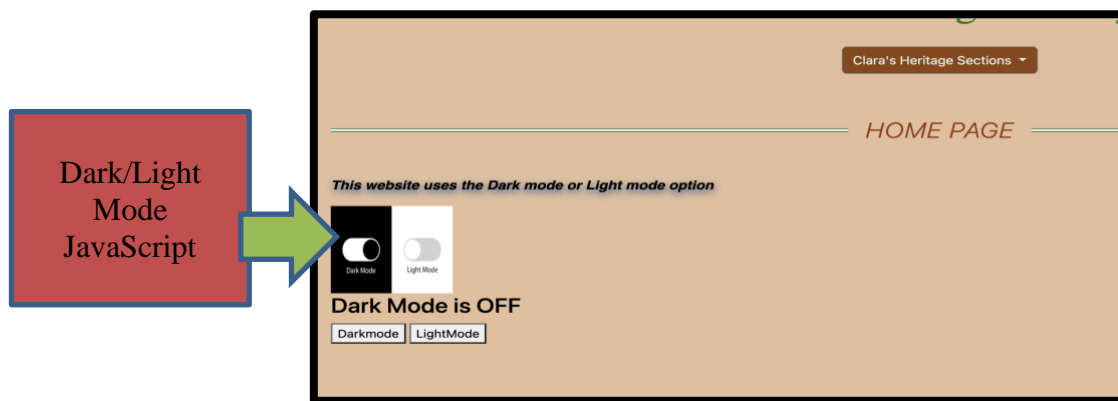 Clara's Heritage Sections
HOME PAGE
Dark/Light
Mode
JavaScript
This website uses the Dark mode or Light mode option
Dark Mode
Light Mode
Dark Mode is OFF
Darkmode
LightMode